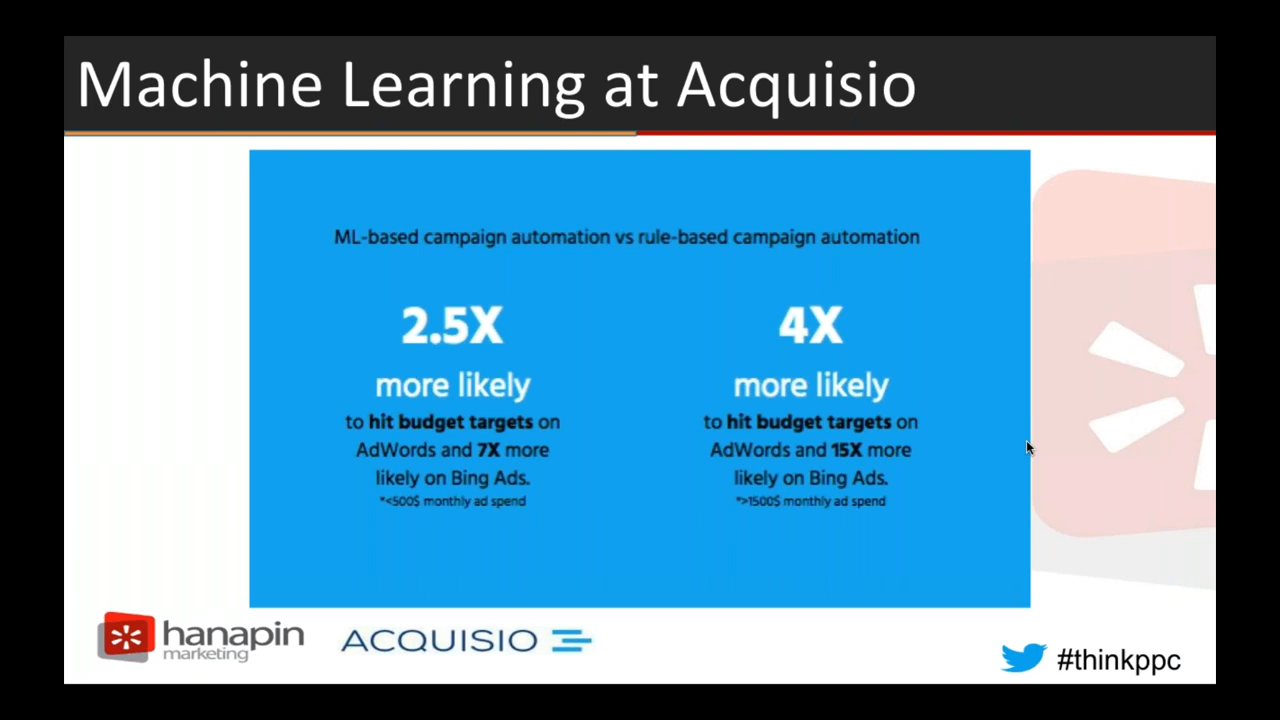 Machine Learning at Acquisio
ML-based campaign automation vs rule-based campaign automation
2.5X
more likely
to hit budget targets on
AdWords and 7X more
likely on Bing Ads.
*<500$ monthly ad spend
4X
more likely
to hit budget targets on
AdWords and 15X more
likely on Bing Ads.
*>1500$ monthly ad spend
hanapin
marketing
ACQUISIO
#thinkppc